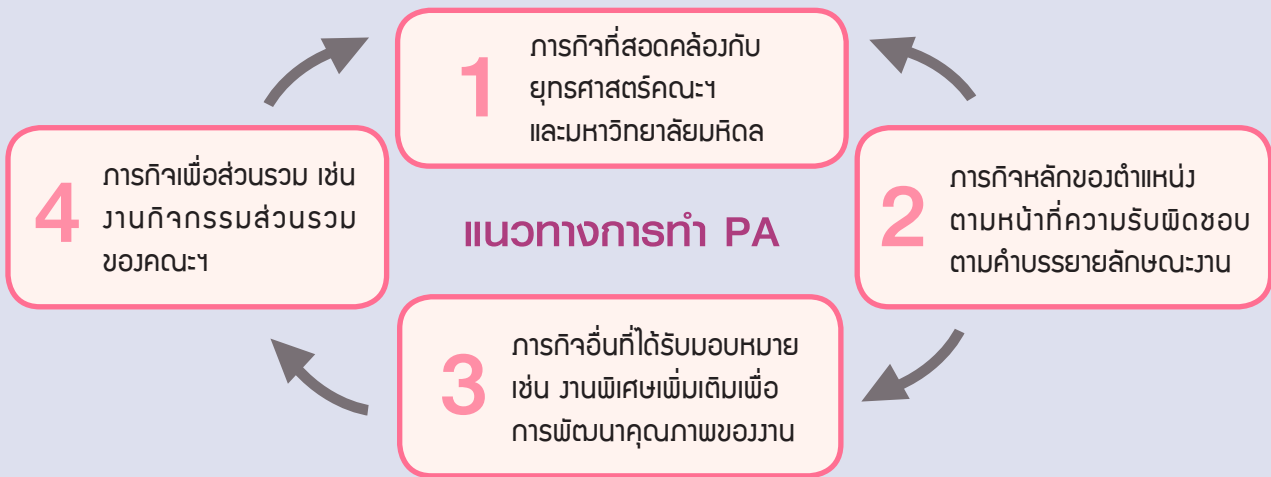 1
ภารกิจที่สอดคล้องกับ
ยุทธศาสตร์คณะฯ
และมหาวิทยาลัยมหิดล
2
ภารกิจหลักของตำแหน่ง
ตามหน้าที่ความรับผิดชอบ
ตามคำบรรยายลักษณะงาน
3
ภารกิจอื่นที่ได้รับมอบหมาย
เช่น งานพิเศษเพิ่มเติมเพื่อ
การพัฒนาคุณภาพของงาน
4
ภารกิจเพื่อส่วนรวม เช่น
งานกิจกรรมส่วนรวม
ของคณะฯ
แนวทางการทำ PA